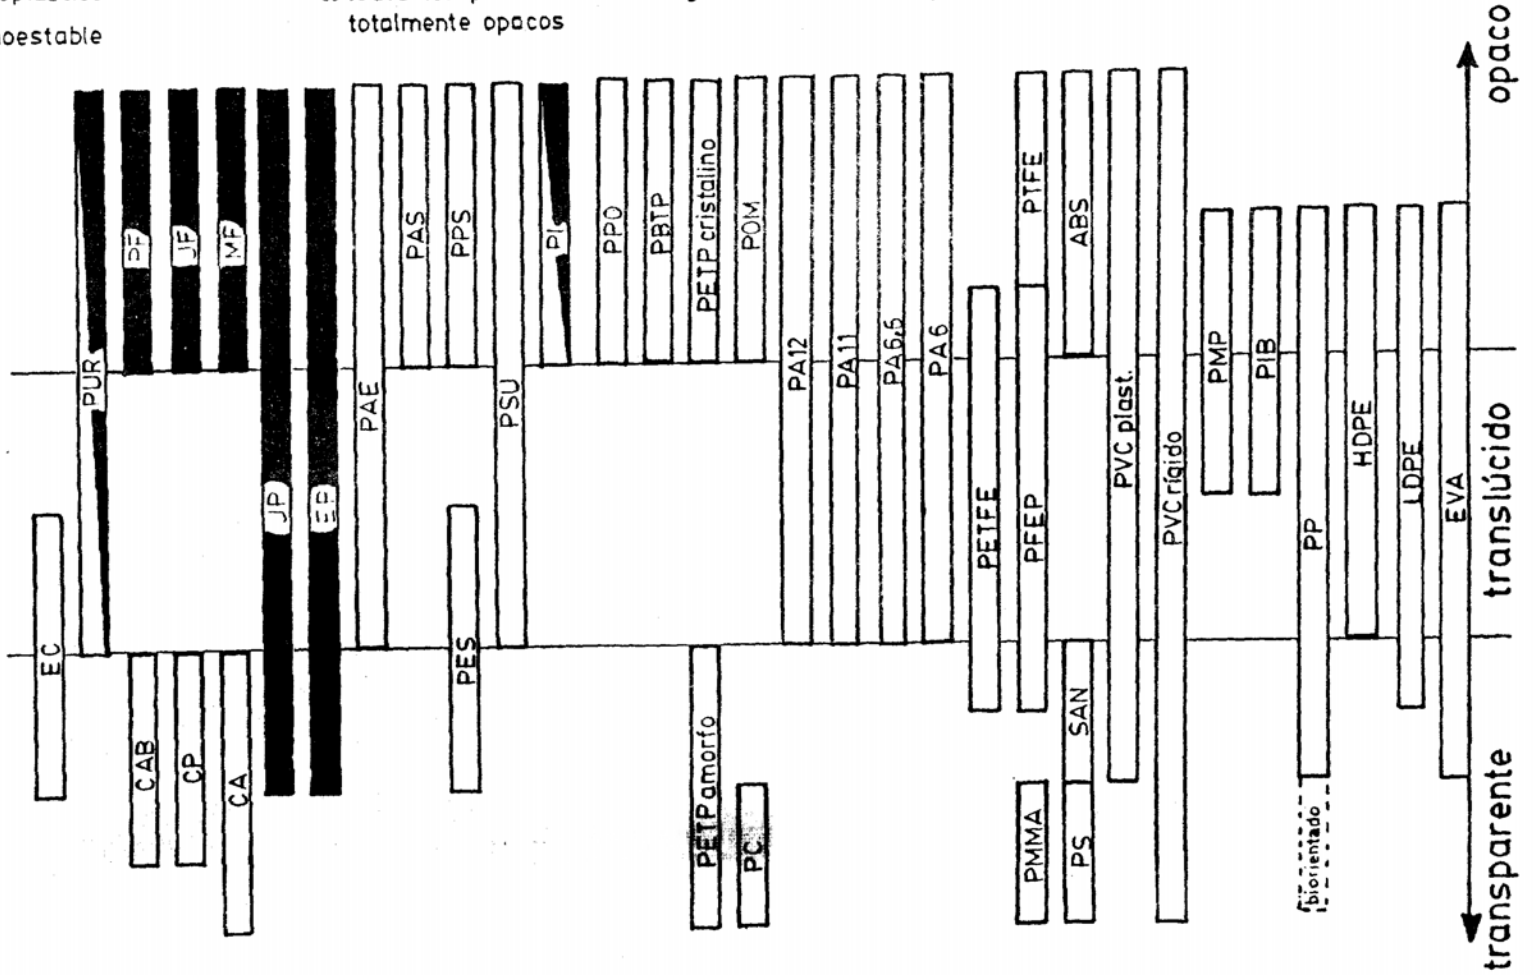 totalmente opacos
PUR
PF
JF
MF
JP
EP
PAE
PAS
PPS
PSU
PI
PPO
PBTP
PETP cristalino
POM
PA12
PA11
PA6,6
PA6
PETFE
PTFE
PFEP
ABS
PVC plast.
PVC rígido
PMP
PIB
PP
HDPE
LDPE
EVA
EC
CAB
CP
CA
PES
PETP amorfo
PC
PMMA
SAN
PS
biorientado
opaco
translúcido
transparente